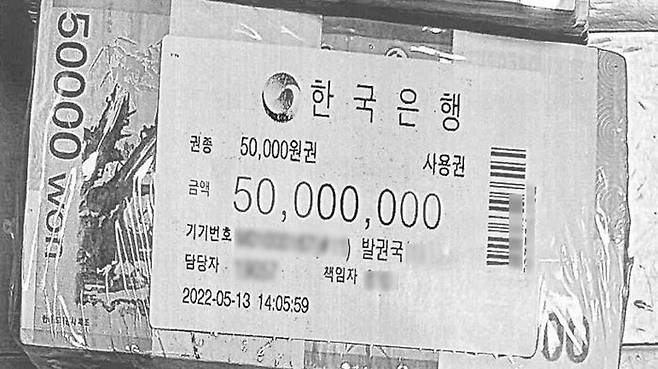 50000 won
한국은행
권종 50,000원권 사용권
금액 50,000,000
기기번호 ) 발권국
담당자 책임자
2022-05-13 14:05:59
00